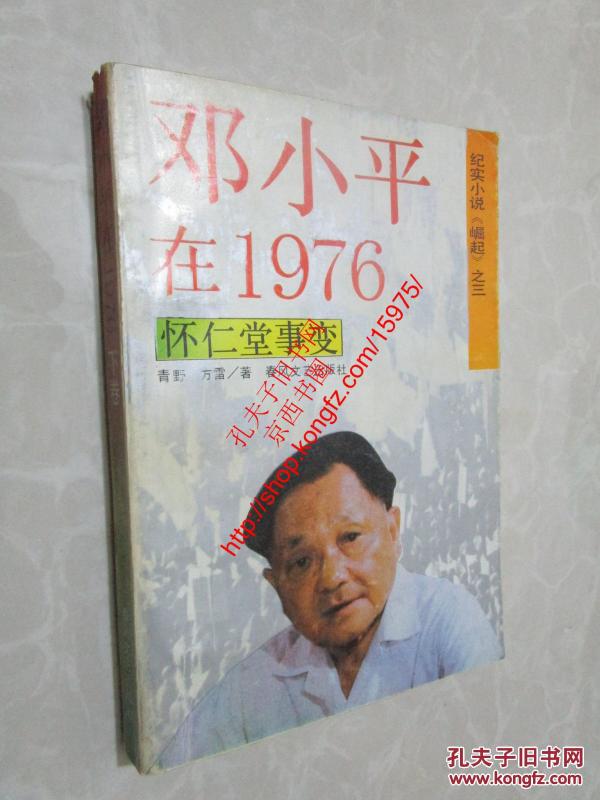 邓小平
在1976
怀仁堂事变
青野 方雷／著 春风文艺出版社
纪实小说《崛起》之三
孔夫子旧书网
京西书圈
http://shop.kongfz.com/15975/
孔夫子旧书网
www.kongfz.com